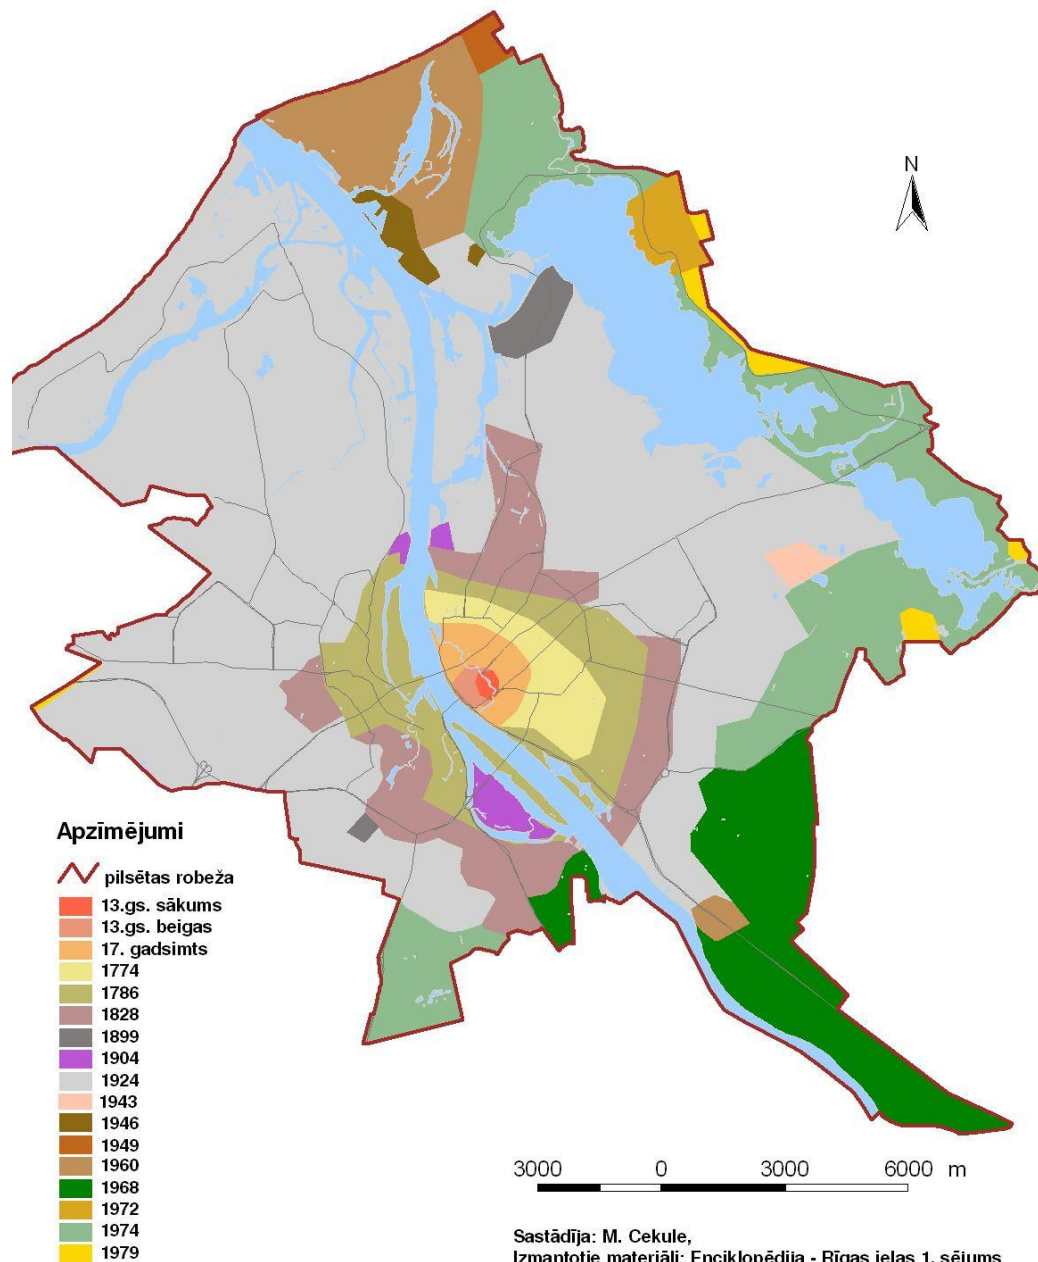 N
Apzīmējumi
pilsētas robeža
13.gs. sākums
13.gs. beigas
17. gadsimts
1774
1786
1828
1899
1904
1924
1943
1946
1949
1960
1968
1972
1974
1979
3000 0 3000 6000 m
Sastādīja: M. Cekule,
Izmantotie materiāli: Enciklopēdija - Rīgas ielas 1. sējums